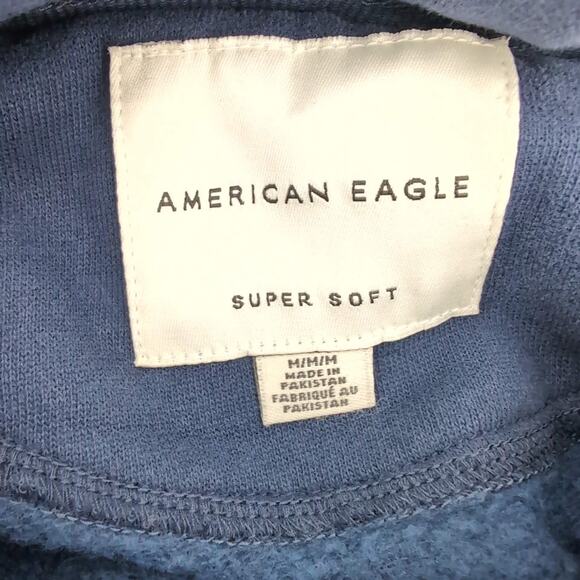 AMERICAN EAGLE
SUPER SOFT
M/M/M
MADE IN
PAKISTAN
FABRIQUÉ AU
PAKISTAN